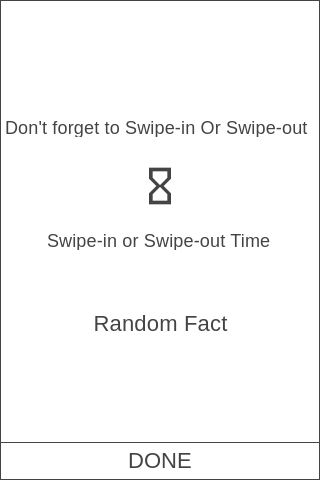 Don't forget to Swipe-in Or Swipe-out
Swipe-in or Swipe-out Time
Random Fact
DONE